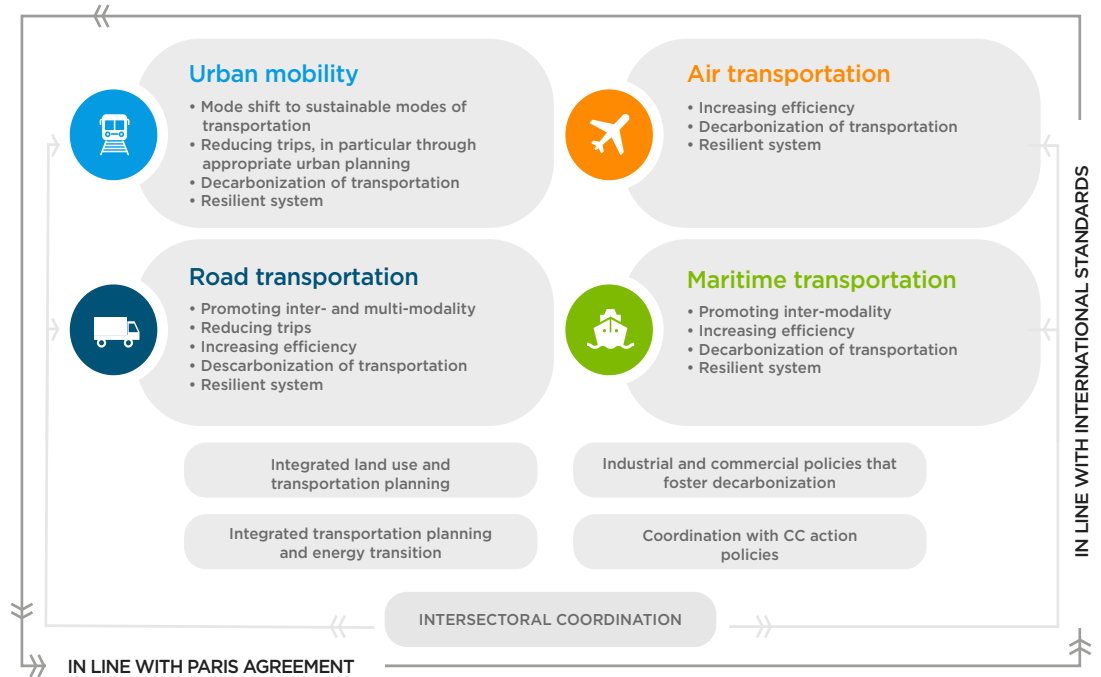 Urban mobility
• Mode shift to sustainable modes of
transportation
• Reducing trips, in particular through
appropriate urban planning
• Decarbonization of transportation
• Resilient system
Air transportation
• Increasing efficiency
• Decarbonization of transportation
• Resilient system
Road transportation
• Promoting inter- and multi-modality
• Reducing trips
• Increasing efficiency
• Descarbonization of transportation
• Resilient system
Maritime transportation
• Promoting inter-modality
• Increasing efficiency
• Decarbonization of transportation
• Resilient system
Integrated land use and
transportation planning
Industrial and commercial policies that
foster decarbonization
Integrated transportation planning
and energy transition
Coordination with CC action
policies
INTERSECTORAL COORDINATION
IN LINE WITH PARIS AGREEMENT
IN LINE WITH INTERNATIONAL STANDARDS